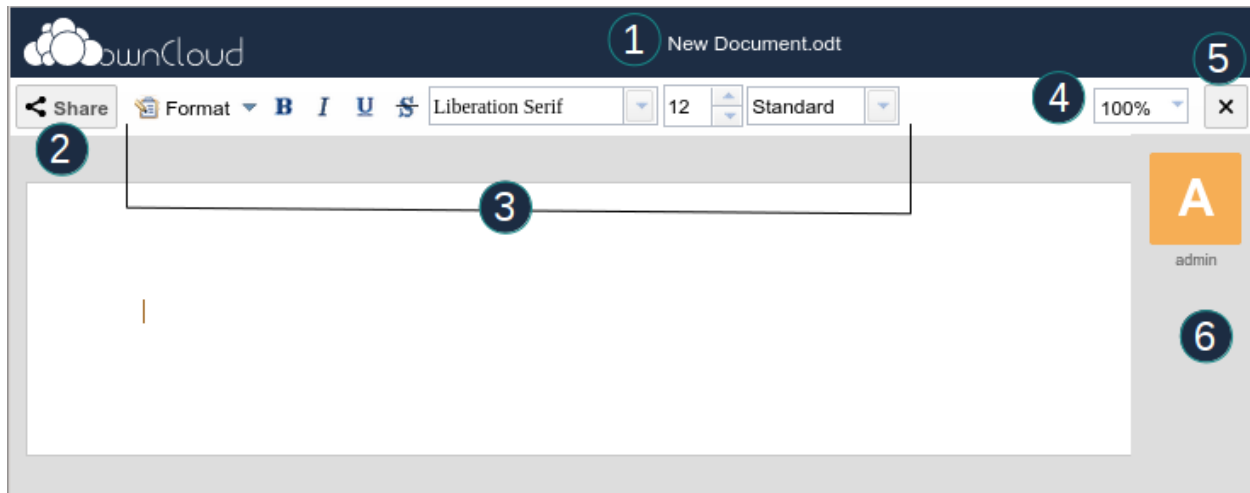 ownCloud
1 New Document.odt
5
Share Format B I U S Liberation Serif 12 Standard
4 100% ×
2
3
A
admin
6